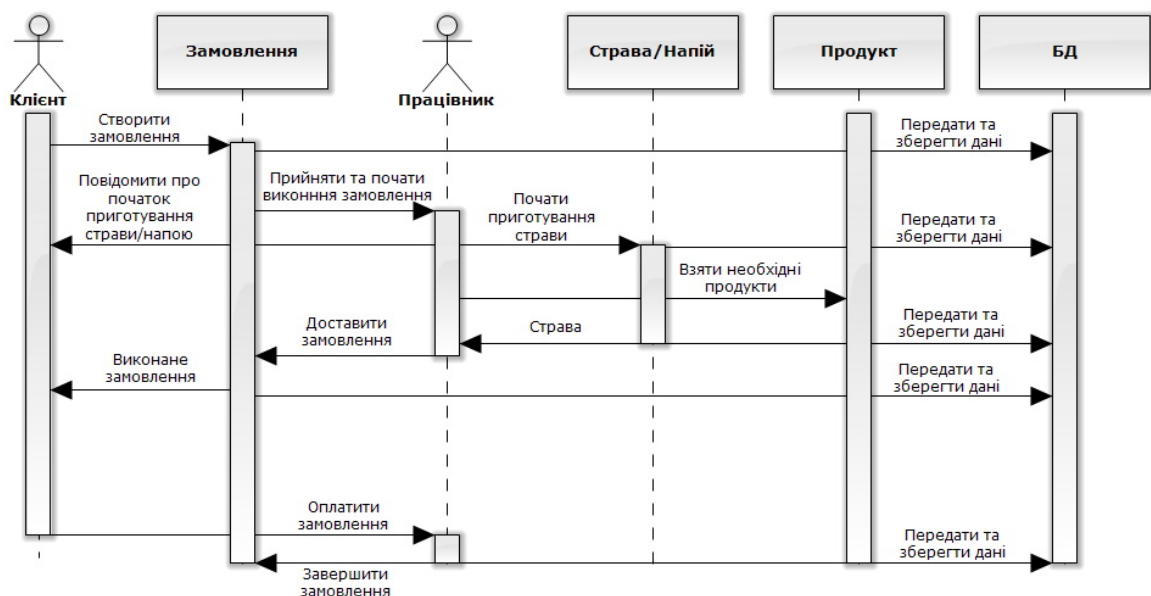 Клієнт
Замовлення
Працівник
Страва/Напій
Продукт
БД
Створити
замовлення
Передати та
зберегти дані
Повідомити про
початок
приготування
страви/напою
Прийняти та почати
виконння замовлення
Почати
приготування
страви
Передати та
зберегти дані
Взяти необхідні
продукти
Доставити
замовлення
Страва
Передати та
зберегти дані
Виконане
замовлення
Передати та
зберегти дані
Оплатити
замовлення
Передати та
зберегти дані
Завершити
замовлення